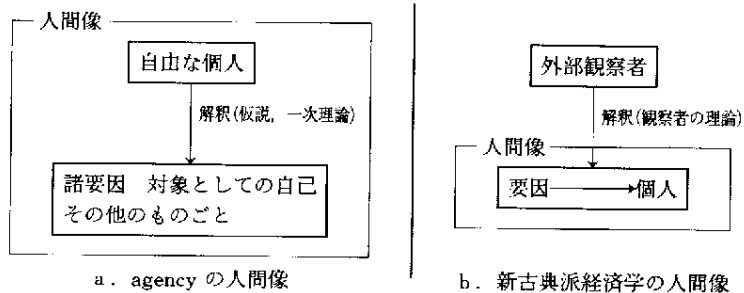 人間像
自由な個人
解釈(仮説，一次理論)
諸要因　対象としての自己
その他のものごと
a．agency の人間像
外部観察者
解釈(観察者の理論)
人間像
要因 個人
b．新古典派経済学の人間像